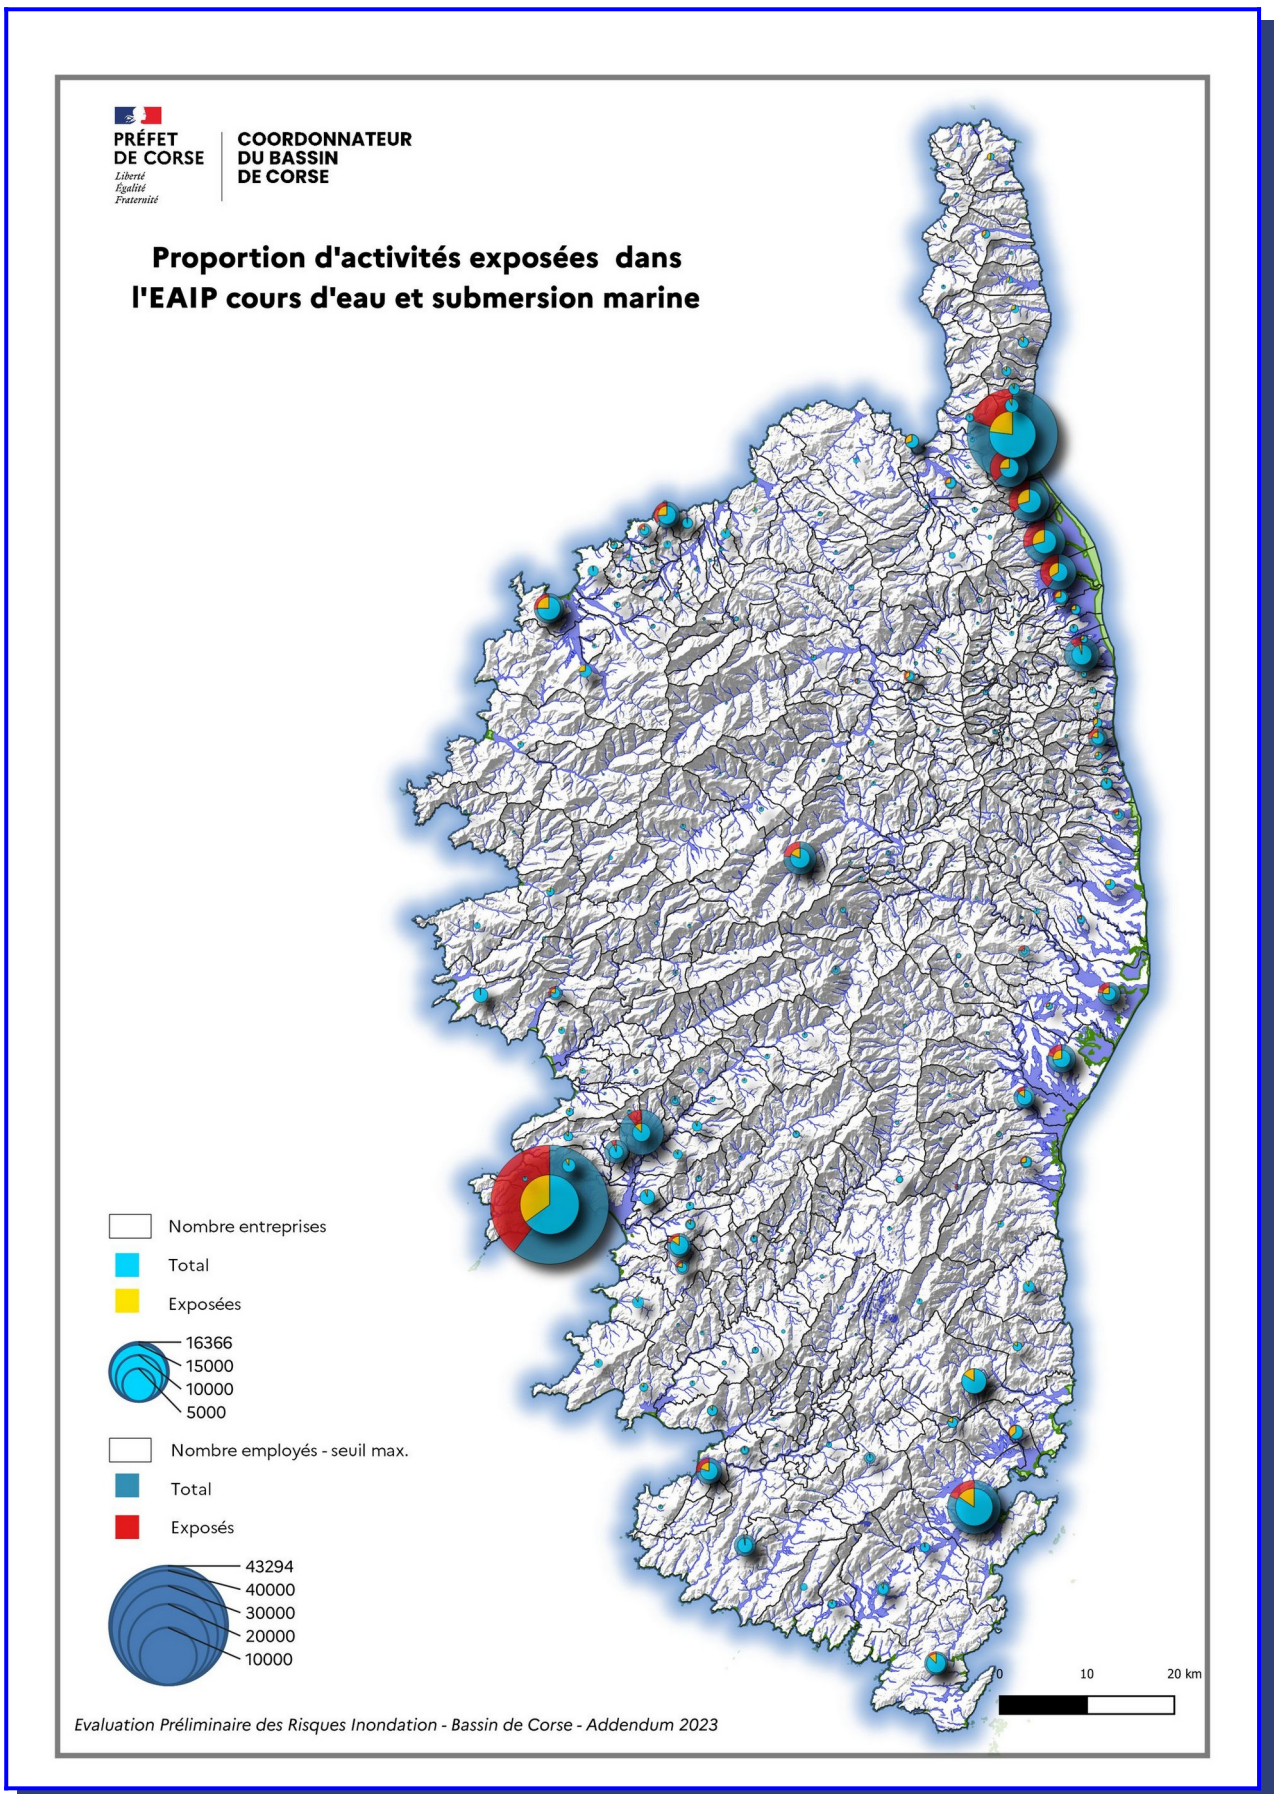 PRÉFET
DE CORSE
Liberté
Égalité
Fraternité
COORDONNATEUR
DU BASSIN
DE CORSE
Proportion d'activités exposées dans
l'EAIP cours d'eau et submersion marine
Nombre entreprises
Total
Exposées
16366
15000
10000
5000
Nombre employés - seuil max.
Total
Exposés
43294
40000
30000
20000
10000
0 10 20 km
Evaluation Préliminaire des Risques Inondation - Bassin de Corse - Addendum 2023